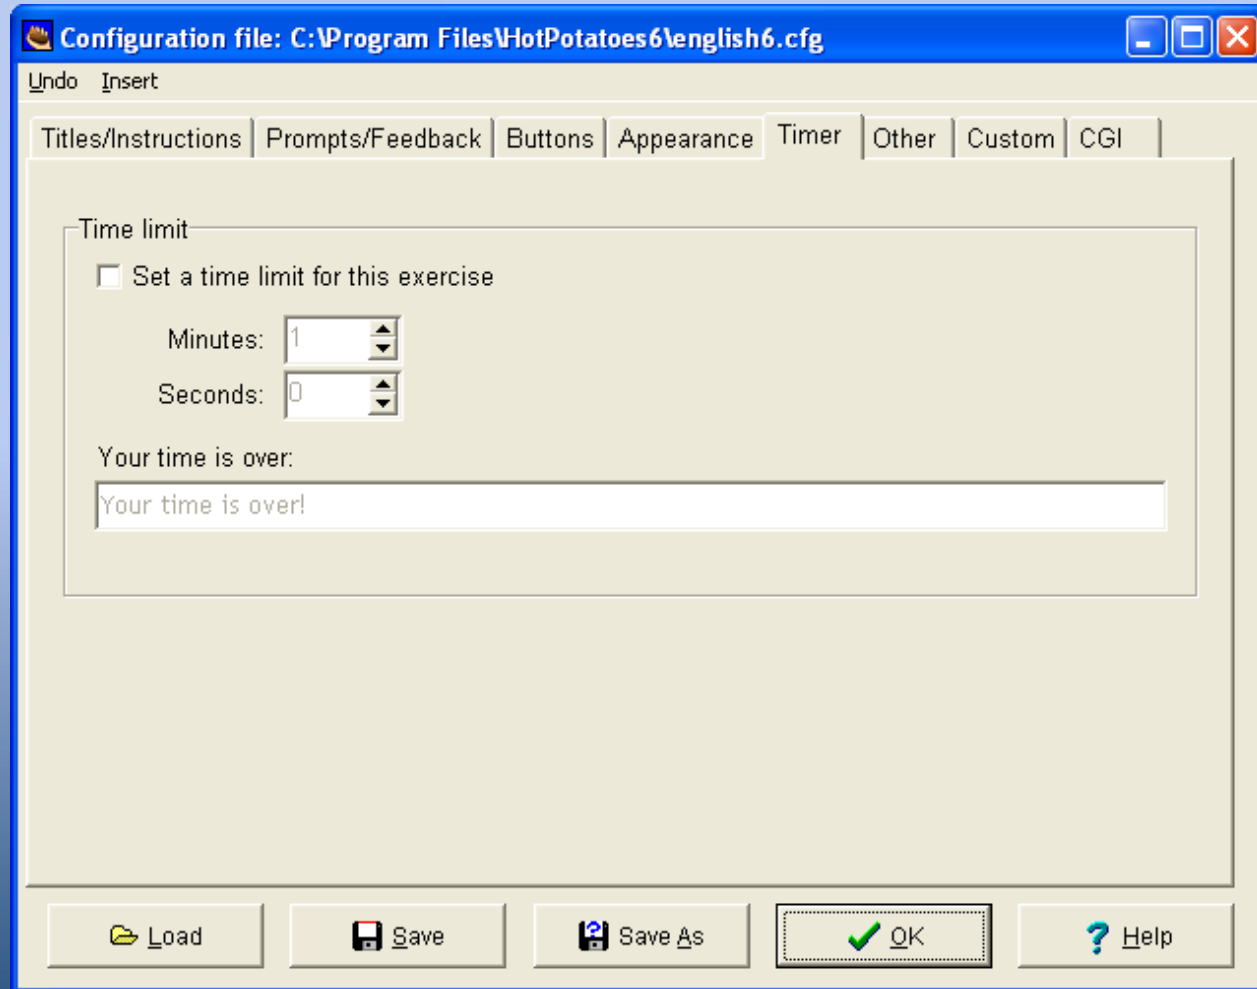 Configuration file: C:\Program Files\HotPotatoes6\english6.cfg
Undo Insert
Titles/Instructions Prompts/Feedback Buttons Appearance Timer Other Custom CGI
Time limit
Set a time limit for this exercise
Minutes: 1
Seconds: 0
Your time is over:
Your time is over!
Load Save Save As OK Help